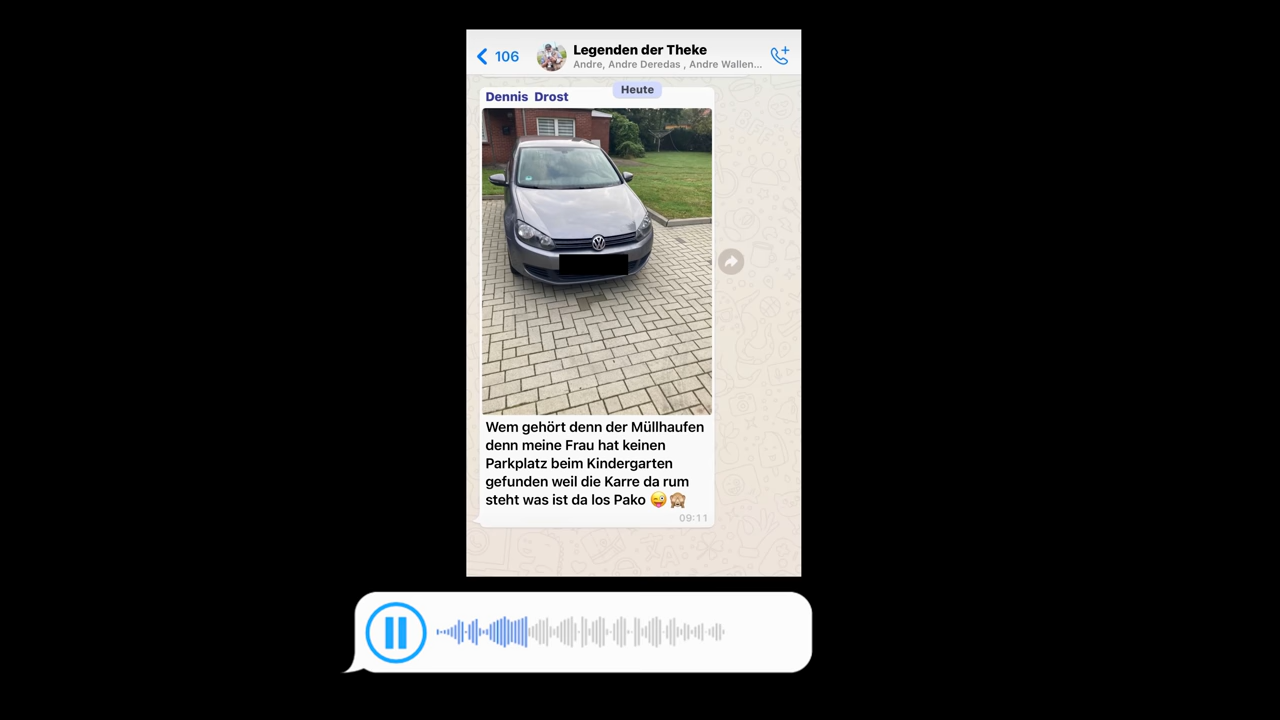 106
Legenden der Theke
Andre, Andre Deredas , Andre Wallen...
Heute
Dennis Drost
Wem gehört denn der Müllhaufen
denn meine Frau hat keinen
Parkplatz beim Kindergarten
gefunden weil die Karre da rum
steht was ist da los Pako 😜🙈
09:11